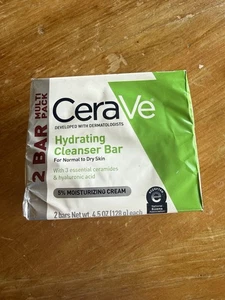 2 BAR MULTI
PACK
CeraVe
DEVELOPED WITH DERMATOLOGISTS
Hydrating
Cleanser Bar
For Normal to Dry Skin
With 3 essential ceramides
& hyaluronic acid
5% MOISTURIZING CREAM
2 bars Net wt. 4.5 OZ (128 g) each